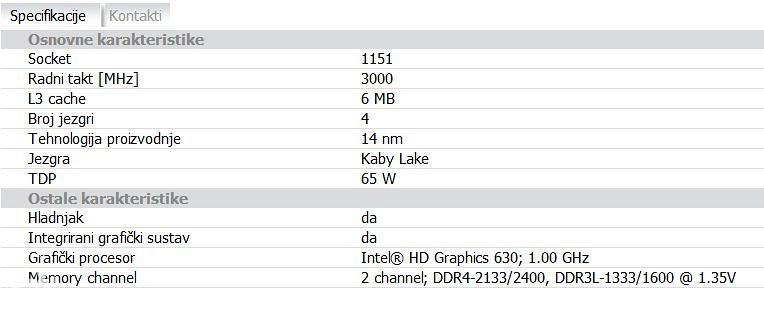 Specifikacije Kontakti
Osnovne karakteristike
Socket 1151
Radni takt [MHz] 3000
L3 cache 6 MB
Broj jezgri 4
Tehnologija proizvodnje 14 nm
Jezgra Kaby Lake
TDP 65 W
Ostale karakteristike
Hladnjak da
Integrirani grafički sustav da
Grafički procesor Intel® HD Graphics 630; 1.00 GHz
Memory channel 2 channel; DDR4-2133/2400, DDR3L-1333/1600 @ 1.35V